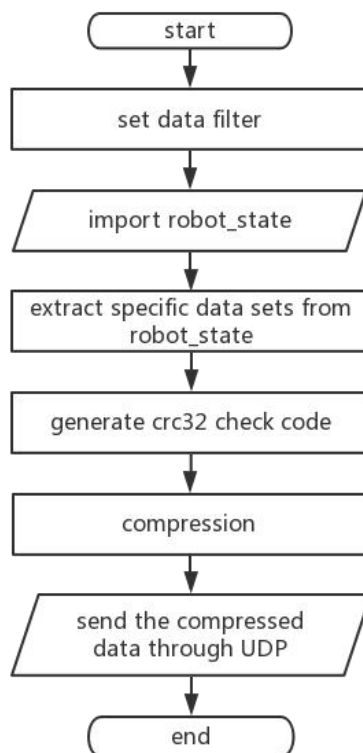 start
set data filter
import robot_state
extract specific data sets from
robot_state
generate crc32 check code
compression
send the compressed
data through UDP
end